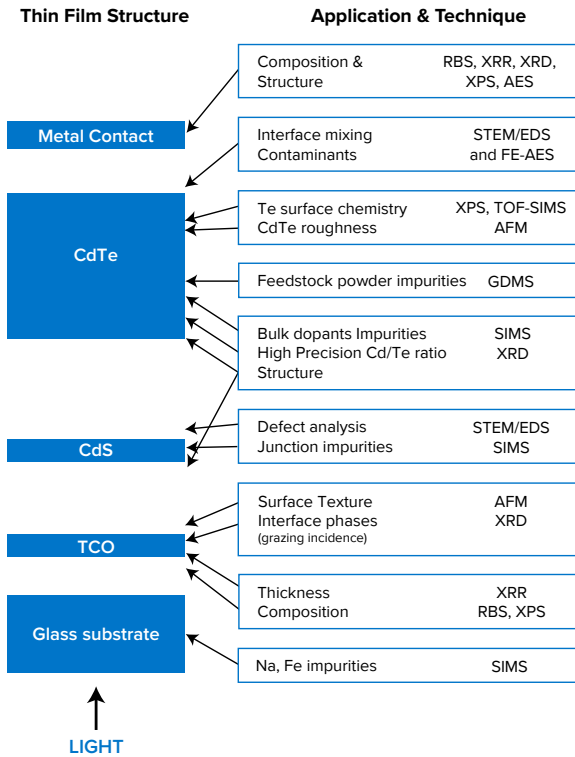 Thin Film Structure
Application & Technique
Composition & RBS, XRR, XRD,
Structure XPS, AES
Metal Contact
Interface mixing STEM/EDS
Contaminants and FE-AES
CdTe
Te surface chemistry XPS, TOF-SIMS
CdTe roughness AFM
Feedstock powder impurities GDMS
Bulk dopants Impurities SIMS
High Precision Cd/Te ratio XRD
Structure
CdS
Defect analysis STEM/EDS
Junction impurities SIMS
Surface Texture AFM
Interface phases XRD
(grazing incidence)
TCO
Thickness XRR
Composition RBS, XPS
Glass substrate
Na, Fe impurities SIMS
LIGHT